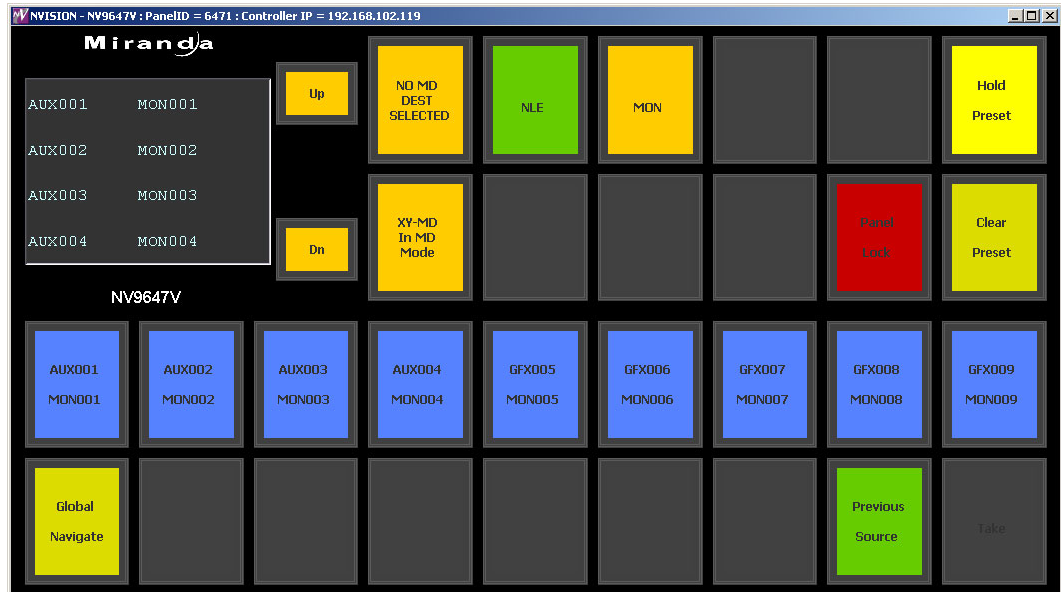 NVISION - NV9647V : PanelID = 6471 : Controller IP = 192.168.102.119
Miranda
AUX001 MON001
AUX002 MON002
AUX003 MON003
AUX004 MON004
NV9647V
Up
Dn
NO MD
DEST
SELECTED
NLE
MON
Hold
Preset
XY-MD
In MD
Mode
Panel
Lock
Clear
Preset
AUX001
MON001
AUX002
MON002
AUX003
MON003
AUX004
MON004
GFX005
MON005
GFX006
MON006
GFX007
MON007
GFX008
MON008
GFX009
MON009
Global
Navigate
Previous
Source
Take